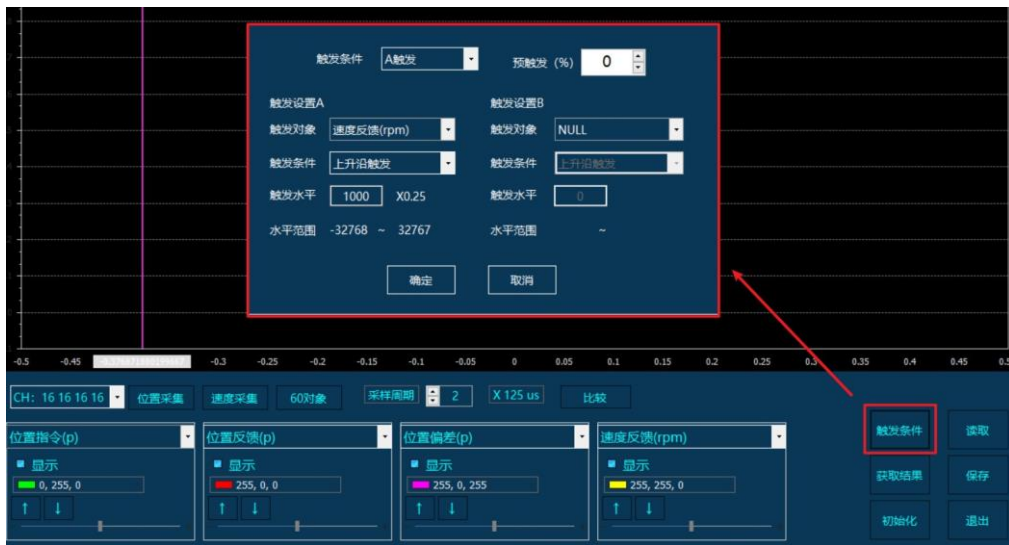 触发条件 A触发 预触发 (%) 0
触发设置A 触发设置B
触发对象 速度反馈(rpm) 触发对象 NULL
触发条件 上升沿触发 触发条件 上升沿触发
触发水平 1000 X0.25 触发水平 0
水平范围 -32768 ~ 32767 水平范围 ~
确定 取消
-0.5 -0.45 -0.3 -0.25 -0.2 -0.15 -0.1 -0.05 0 0.05 0.1 0.15 0.2 0.25 0.3 0.35 0.4 0.45 0.5
CH: 16 16 16 16 位置采集 速度采集 60对象 采样周期 2 X 125 us 比较
位置指令(p) 位置反馈(p) 位置偏差(p) 速度反馈(rpm) 触发条件 读取
显示 显示 显示 显示
0, 255, 0 255, 0, 0 255, 0, 255 255, 255, 0 获取结果 保存
↑ ↓ ↑ ↓ ↑ ↓ ↑ ↓
初始化 退出